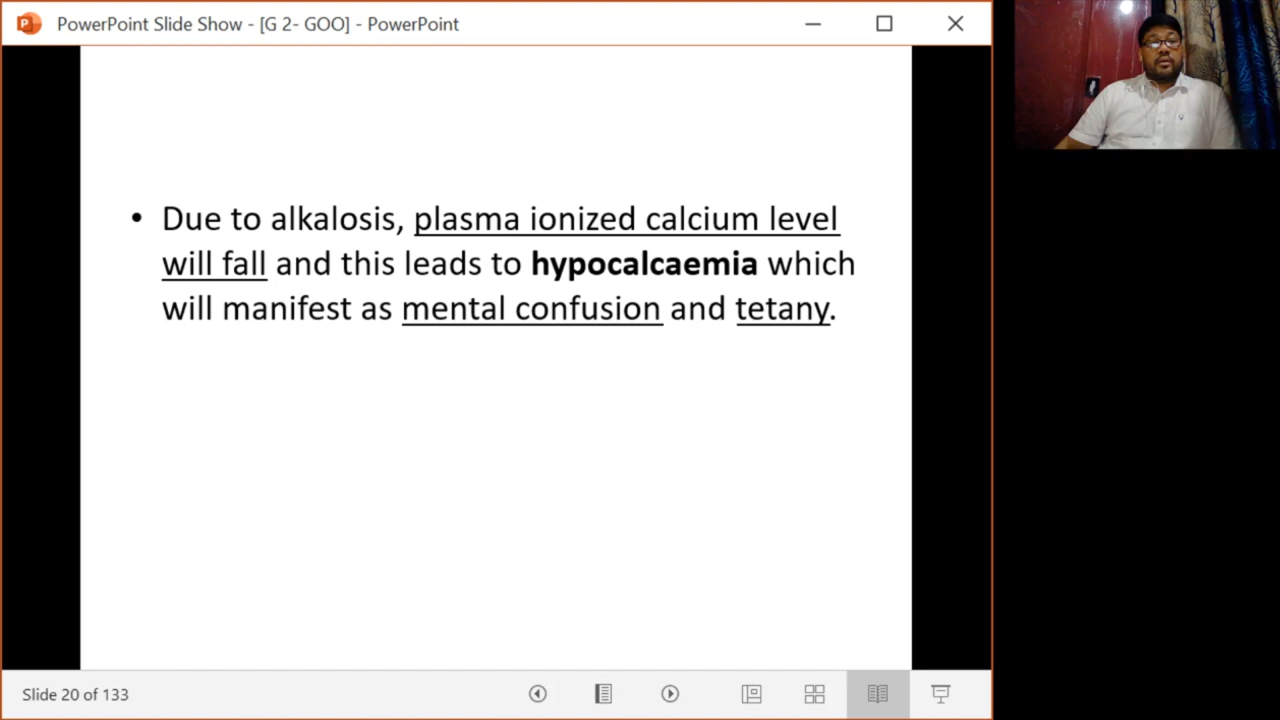 PowerPoint Slide Show - [G 2- GOO] - PowerPoint
• Due to alkalosis, plasma ionized calcium level
will fall and this leads to hypocalcaemia which
will manifest as mental confusion and tetany.
Slide 20 of 133